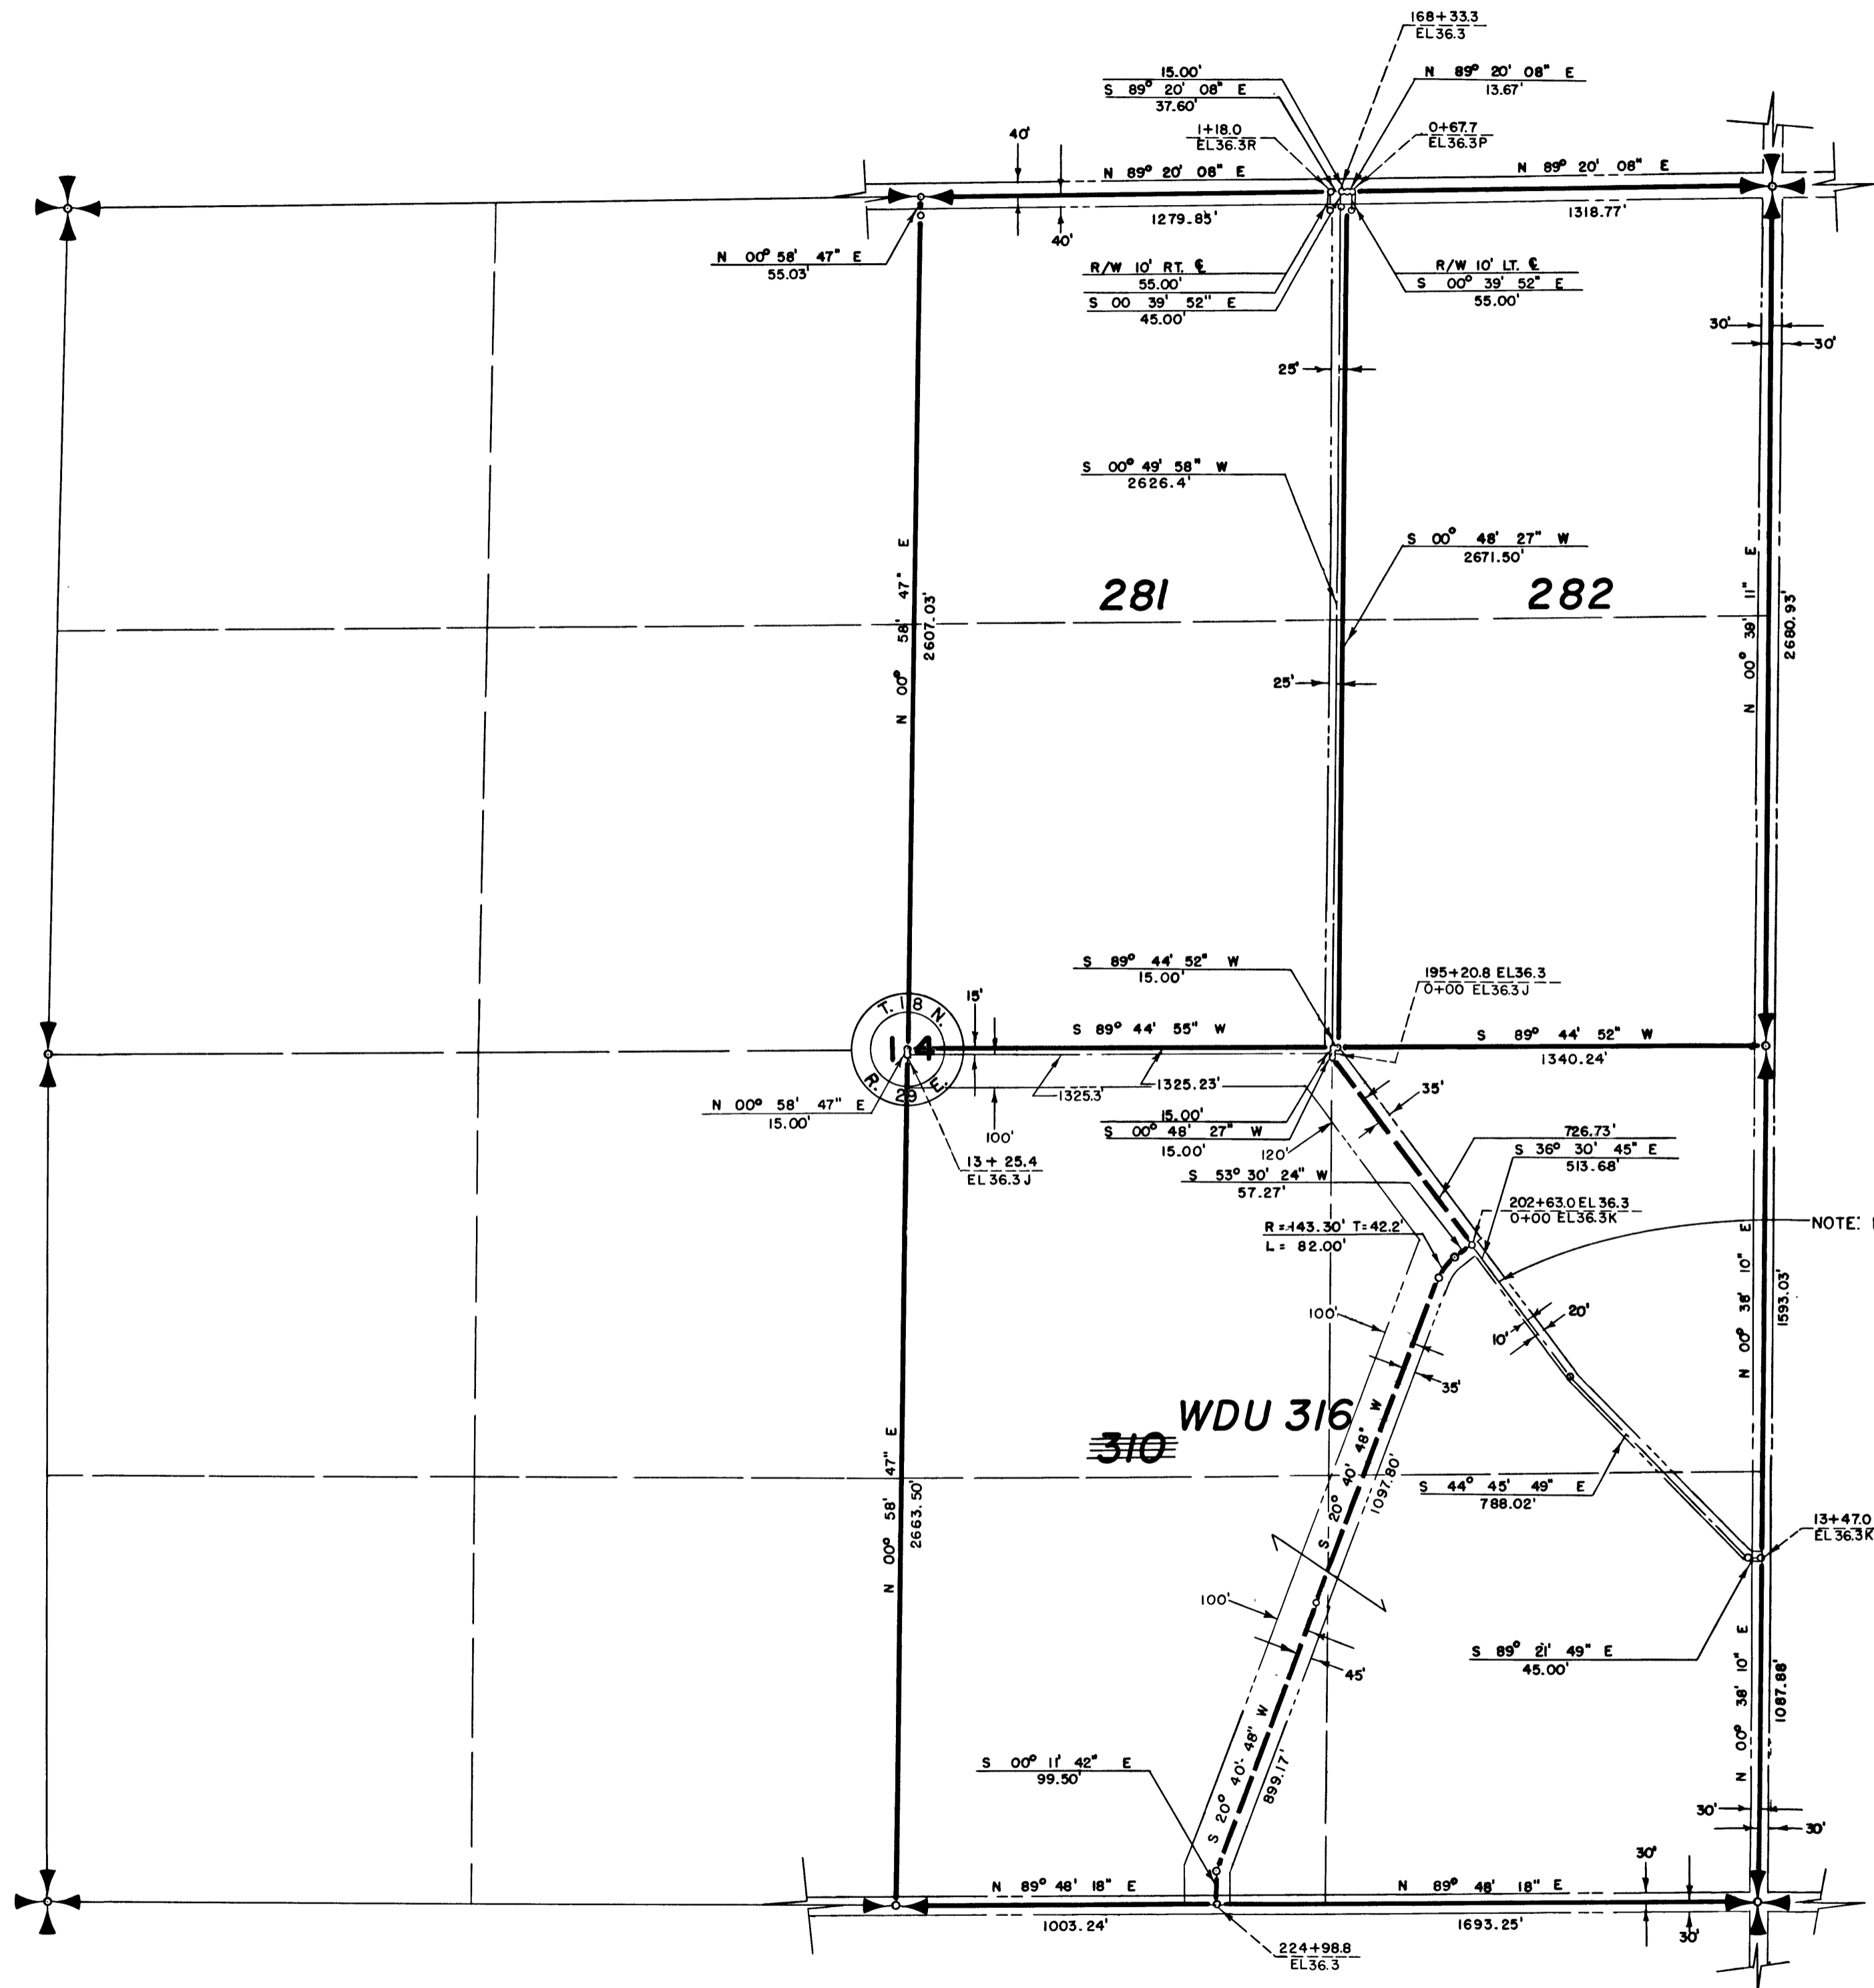 168+33.3
EL36.3
15.00'
S 89° 20' 08" E
37.60'
N 89° 20' 08" E
13.67'
1+18.0
EL36.3R
0+67.7
EL36.3P
40'
N 89° 20' 08" E
N 89° 20' 08" E
1279.85'
1318.77'
40'
N 00° 58' 47" E
55.03'
R/W 10' RT. ℄
55.00'
S 00 39' 52" E
45.00'
R/W 10' LT. ℄
S 00° 39' 52" E
55.00'
30'
30'
25'
S 00° 49' 58" W
2626.4'
S 00° 48' 27" W
2671.50'
N 00° 58' 47" E
2607.03'
281
282
N 00° 39' 11" E
2680.93'
25'
S 89° 44' 52" W
15.00'
195+20.8 EL36.3
0+00 EL36.3J
T. 18 N.
14
R. 29 E.
15'
S 89° 44' 55" W
S 89° 44' 52" W
1340.24'
1325.23'
1325.3'
35'
N 00° 58' 47" E
15.00'
100'
15.00'
S 00° 48' 27" W
15.00'
120'
726.73'
S 36° 30' 45" E
513.68'
13 + 25.4
EL 36.3J
S 53° 30' 24" W
57.27'
202+63.0 EL36.3
0+00 EL36.3K
NOTE:
R=143.30' T=42.2'
L = 82.00'
N 00° 38' 10" E
1593.03'
100'
20'
10'
35'
WDU 316
310
S 20° 40' 48" W
1097.80'
N 00° 58' 47" E
2663.50'
S 44° 45' 49" E
788.02'
13+47.0
EL36.3K
100'
S 89° 21' 49" E
45.00'
45'
N 00° 38' 10" E
1087.88'
S 20° 40' 48" W
899.17'
S 00° 11' 42" E
99.50'
30'
30'
30'
N 89° 48' 18" E
N 89° 48' 18" E
1003.24'
1693.25'
30'
224+98.8
EL36.3